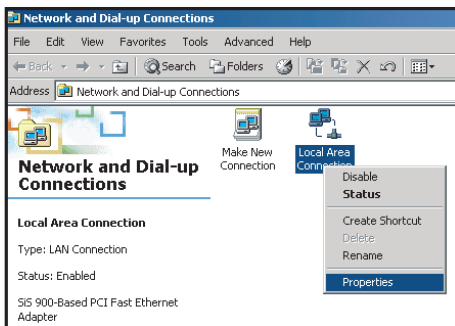 Network and Dial-up Connections
File Edit View Favorites Tools Advanced Help
Back Search Folders
Address Network and Dial-up Connections
Network and Dial-up
Connections
Local Area Connection
Type: LAN Connection
Status: Enabled
SiS 900-Based PCI Fast Ethernet
Adapter
Make New
Connection
Local Area
Connection
Disable
Status
Create Shortcut
Delete
Rename
Properties